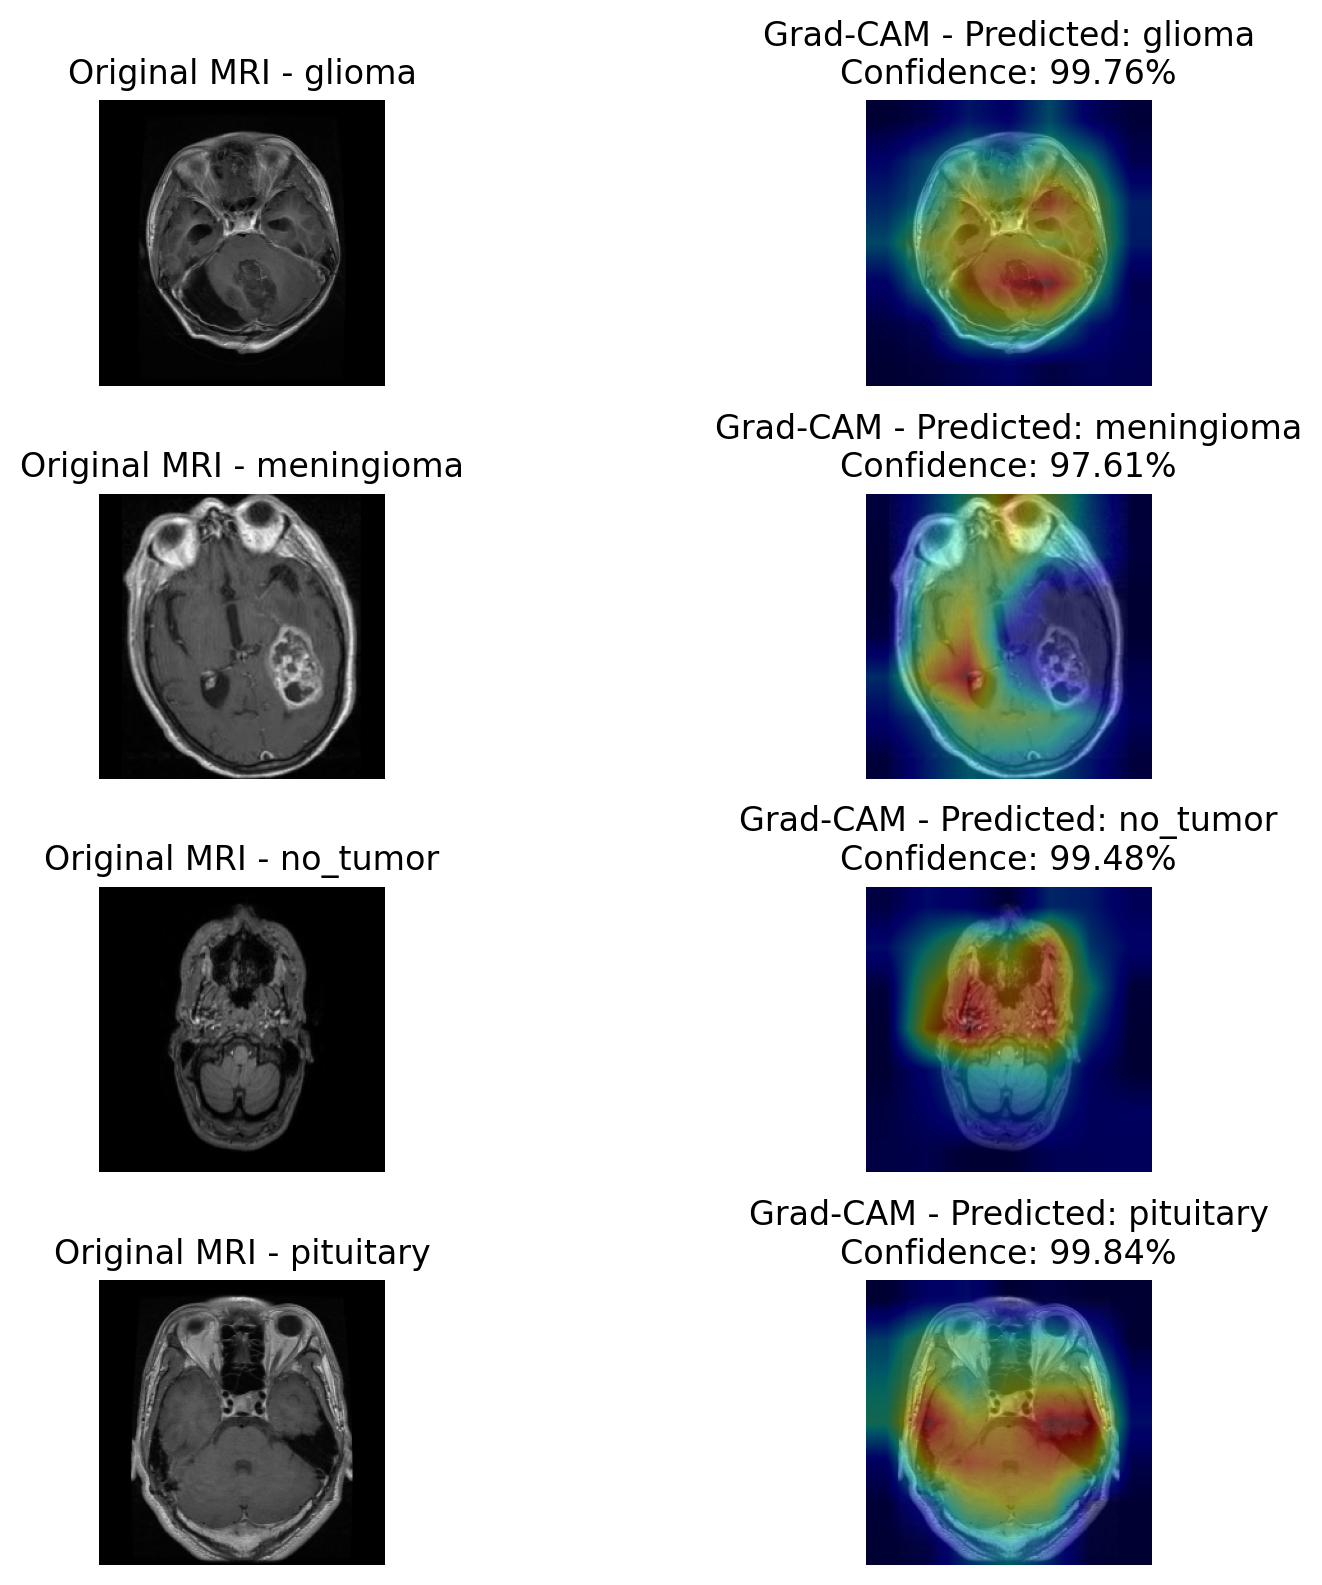 Original MRI - glioma
Grad-CAM - Predicted: glioma
Confidence: 99.76%
Original MRI - meningioma
Grad-CAM - Predicted: meningioma
Confidence: 97.61%
Original MRI - no_tumor
Grad-CAM - Predicted: no_tumor
Confidence: 99.48%
Original MRI - pituitary
Grad-CAM - Predicted: pituitary
Confidence: 99.84%